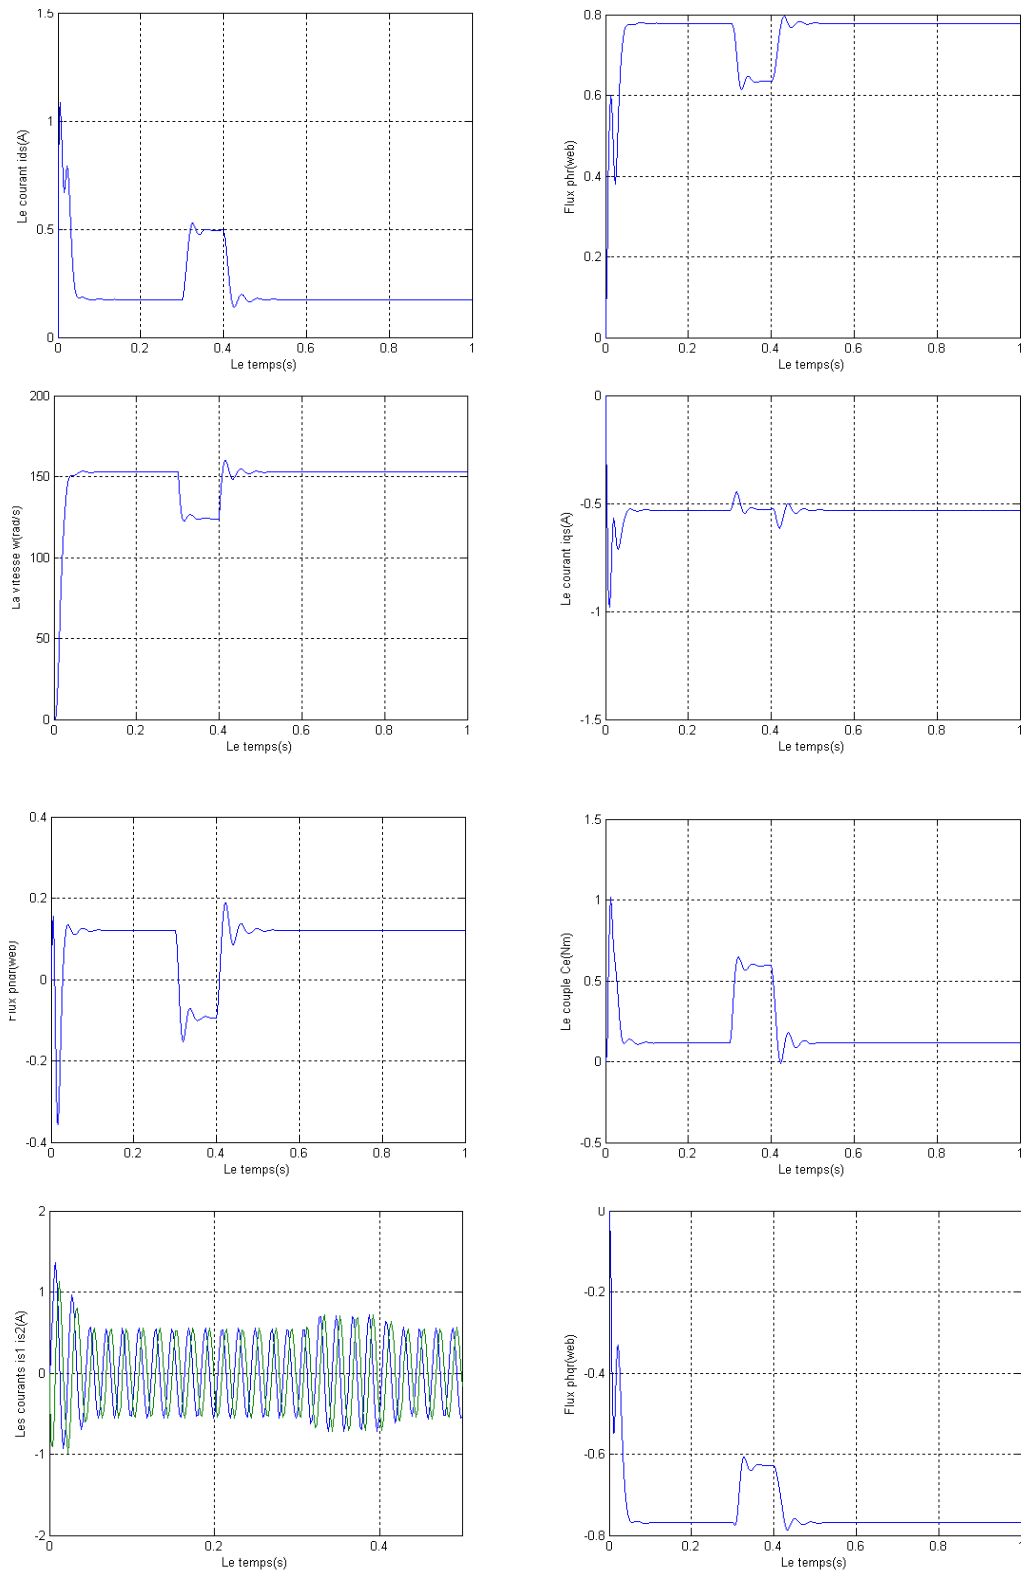 1.5
1
0.5
0
Le courant ids(A)
0 0.2 0.4 0.6 0.8 1
Le temps(s)
0.8
0.6
0.4
0.2
0
Flux phr(web)
0 0.2 0.4 0.6 0.8 1
Le temps(s)
200
150
100
50
0
La vitesse w(rad/s)
0 0.2 0.4 0.6 0.8 1
Le temps(s)
0
-0.5
-1
-1.5
Le courant iqs(A)
0 0.2 0.4 0.6 0.8 1
Le temps(s)
0.4
0.2
0
-0.2
-0.4
Flux
0 0.2 0.4 0.6 0.8 1
Le temps(s)
1.5
1
0.5
0
-0.5
Le couple Ce(Nm)
0 0.2 0.4 0.6 0.8 1
Le temps(s)
2
1
0
-1
-2
Les courants is1 is2(A)
0 0.2 0.4
Le temps(s)
0
-0.2
-0.4
-0.6
-0.8
Flux phqr(web)
0 0.2 0.4 0.6 0.8 1
Le temps(s)